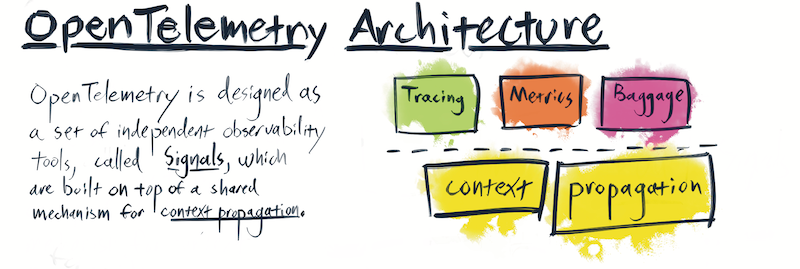 OpenTelemetry Architecture
OpenTelemetry is designed as
a set of independent observability
tools, called Signals, which
are built on top of a shared
mechanism for context propagation.
Tracing Metrics Baggage
context propagation